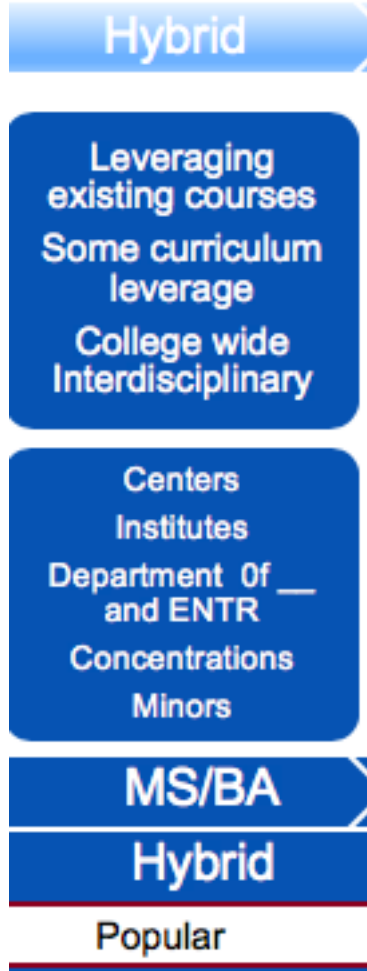 Hybrid
Leveraging
existing courses
Some curriculum
leverage
College wide
Interdisciplinary
Centers
Institutes
Department 0f __
and ENTR
Concentrations
Minors
MS/BA
Hybrid
Popular